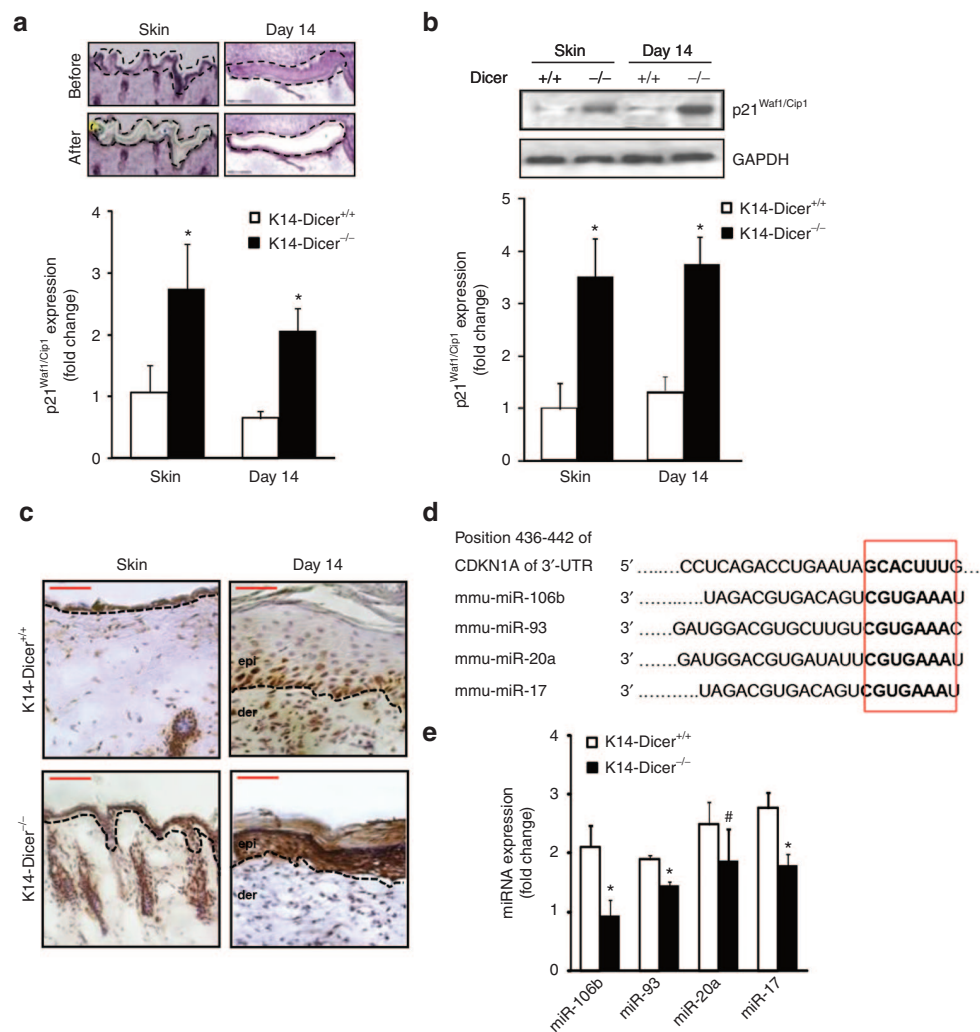 a
Skin Day 14
Before
After
4
3
2
1
0
p21Waf1/Cip1 expression
(fold change)
K14-Dicer+/+
K14-Dicer−/−
*
*
Skin Day 14
b
Skin Day 14
Dicer +/+ −/− +/+ −/−
p21Waf1/Cip1
GAPDH
5
4
3
2
1
0
p21Waf1/Cip1 expression
(fold change)
K14-Dicer+/+
K14-Dicer−/−
*
*
Skin Day 14
c
Skin Day 14
K14-Dicer+/+
epi
der
K14-Dicer−/−
epi
der
d
Position 436-442 of
CDKN1A of 3′-UTR 5′ ........CCUCAGACCUGAAUAGCACUUUG....
mmu-miR-106b 3′ ...........UAGACGUGACAGUCGUGAAAU
mmu-miR-93 3′ .......GAUGGACGUGCUUGUCGUGAAAC
mmu-miR-20a 3′ ........GAUGGACGUGAUAUUCGUGAAAU
mmu-miR-17 3′ ...........UAGACGUGACAGUCGUGAAAU
e
4
3
2
1
0
miRNA expression
(fold change)
K14-Dicer+/+
K14-Dicer−/−
*
*
#
*
miR-106b miR-93 miR-20a miR-17